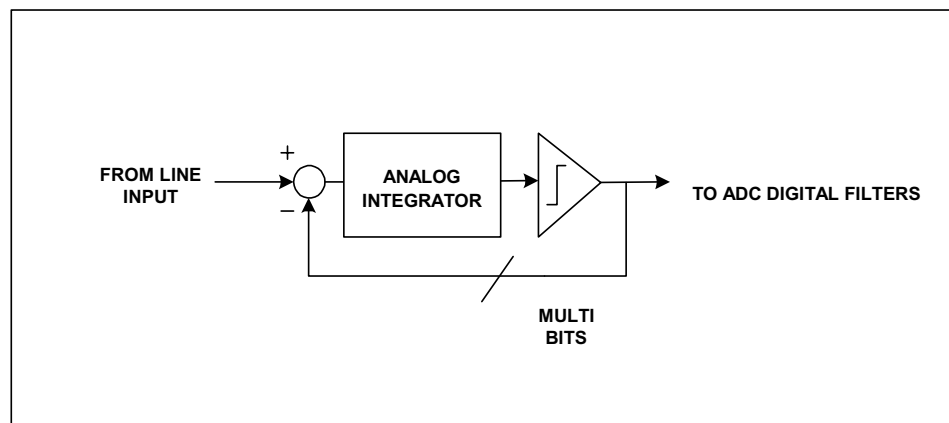 FROM LINE
INPUT
+
−
ANALOG
INTEGRATOR
TO ADC DIGITAL FILTERS
MULTI
BITS